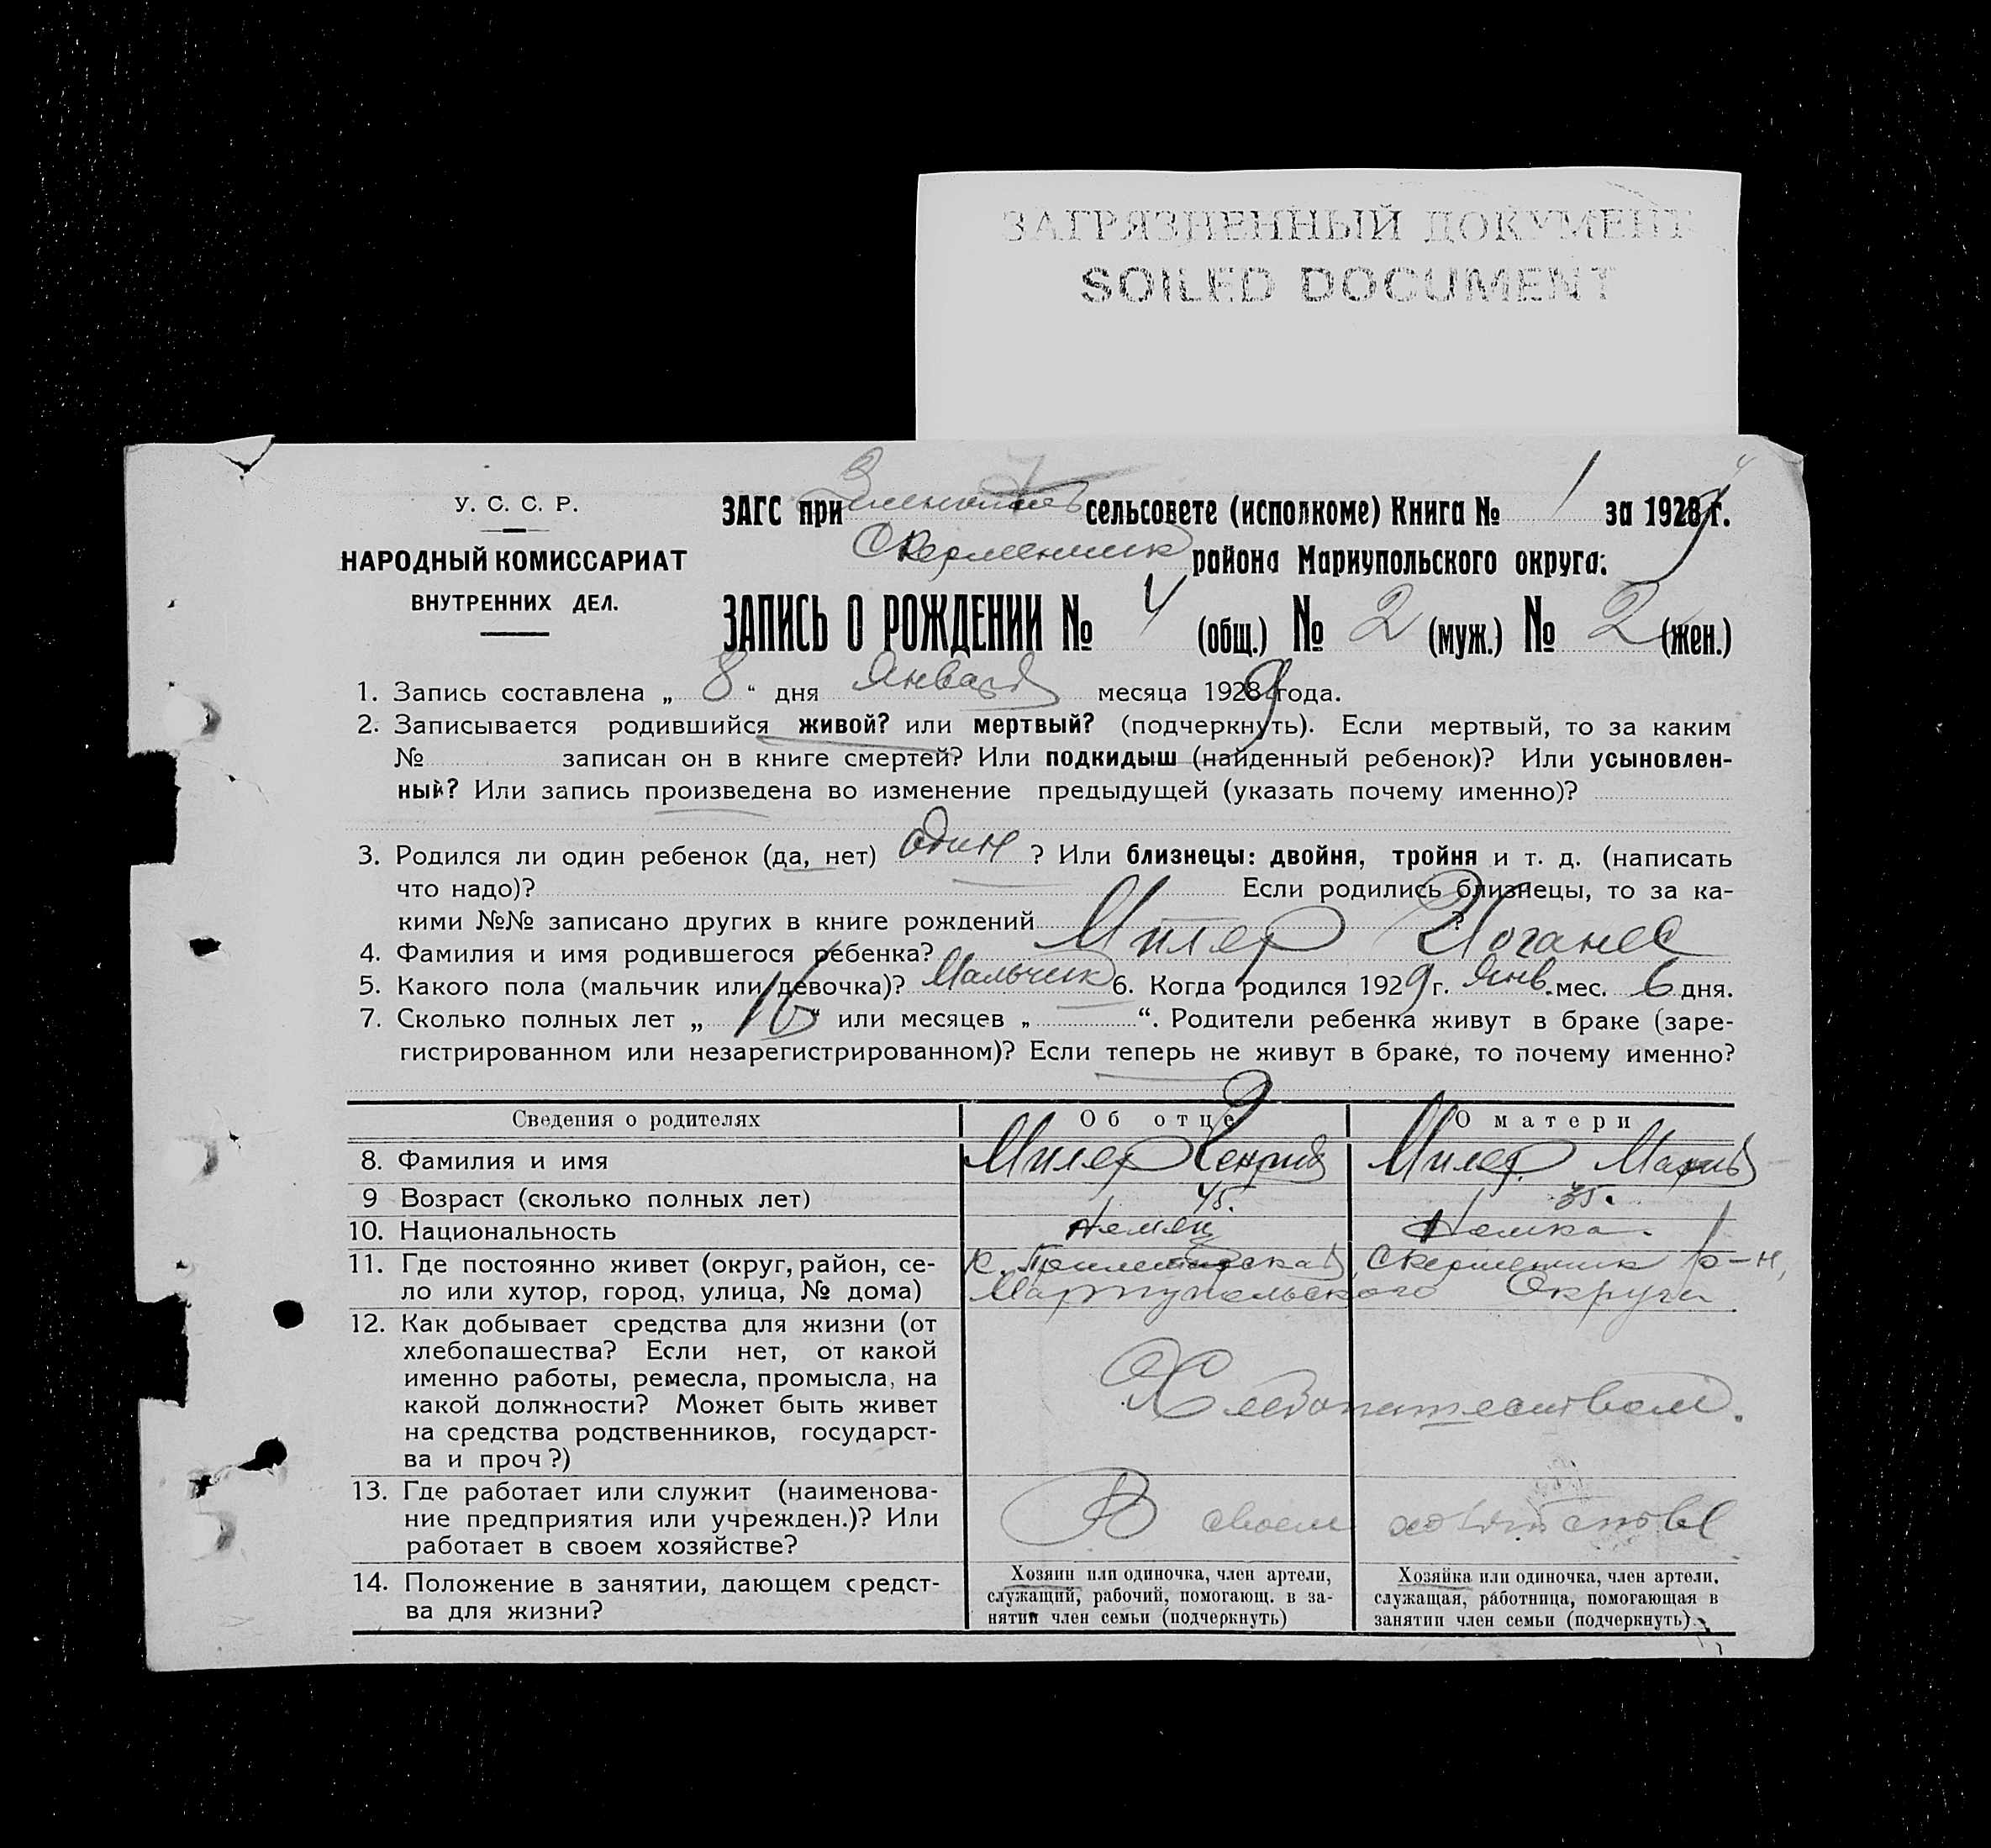 ЗАГРЯЗНЕННЫЙ ДОКУМЕНТ
SOILED DOCUMENT
У. С. С. Р.
НАРОДНЫЙ КОМИССАРИАТ
ВНУТРЕННИХ ДЕЛ.
ЗАГС при сельсовете (исполкоме) Книга № 1 за 1929 г.
района Мариупольского округа:
ЗАПИСЬ О РОЖДЕНИИ № 4 (общ.) № 2 (муж.) № 2 (жен.)
1. Запись составлена „ 8 “ дня Января месяца 1929 года.
2. Записывается родившийся живой? или мертвый? (подчеркнуть). Если мертвый, то за каким
№ записан он в книге смертей? Или подкидыш (найденный ребенок)? Или усыновлен-
ный? Или запись произведена во изменение предыдущей (указать почему именно)?
3. Родился ли один ребенок (да, нет) один ? Или близнецы: двойня, тройня и т. д. (написать
что надо)? Если родились близнецы, то за ка-
кими №№ записано других в книге рождений ?
4. Фамилия и имя родившегося ребенка? Милер Иоганес
5. Какого пола (мальчик или девочка)? Мальчик 6. Когда родился 1929 г. Янв. мес. 6 дня.
7. Сколько полных лет „ 16 “ или месяцев „ “. Родители ребенка живут в браке (заре-
гистрированном или незарегистрированном)? Если теперь не живут в браке, то почему именно?
Сведения о родителях Об отце О матери
8. Фамилия и имя Милер Генрих Милер Мария
9 Возраст (сколько полных лет) 45. 35.
10. Национальность Немец Немка.
11. Где постоянно живет (округ, район, се-
ло или хутор, город, улица, № дома) Мариупольского Округа.
12. Как добывает средства для жизни (от
хлебопашества? Если нет, от какой
именно работы, ремесла, промысла, на
какой должности? Может быть живет
на средства родственников, государст-
ва и проч?)
Хлебопашеством.
13. Где работает или служит (наименова-
ние предприятия или учрежден.)? Или
работает в своем хозяйстве?
В своем
14. Положение в занятии, дающем средст-
ва для жизни?
Хозяин или одиночка, член артели,
служащий, рабочий, помогающ. в за-
нятии член семьи (подчеркнуть)
Хозяйка или одиночка, член артели,
служащая, работница, помогающая в
занятии член семьи (подчеркнуть)